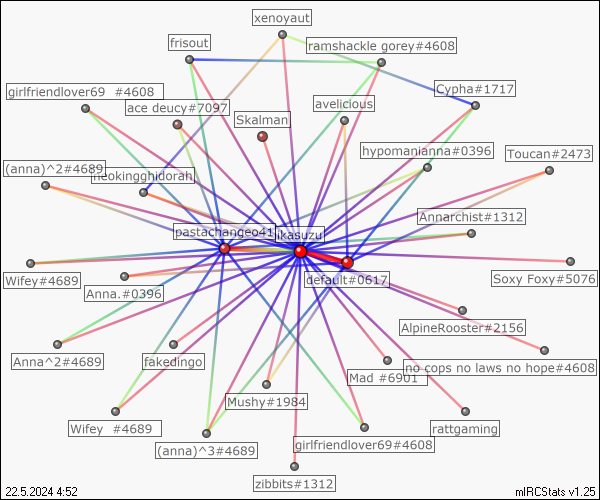 xenoyaut
frisout
ramshackle gorey#4608
girlfriendlover69 #4608
Cypha#1717
ace deucy#7097
avelicious
Skalman
hypomanianna#0396
Toucan#2473
(anna)^2#4689
neokingghidorah
Annarchist#1312
pastachangeo41
ikasuzu
Wifey#4689
Anna.#0396
default#0617
Soxy Foxy#5076
AlpineRooster#2156
Anna^2#4689
fakedingo
no cops no laws no hope#4608
Mad #6901
Mushy#1984
Wifey #4689
rattgaming
(anna)^3#4689
girlfriendlover69#4608
zibbits#1312
22.5.2024 4:52
mIRCStats v1.25